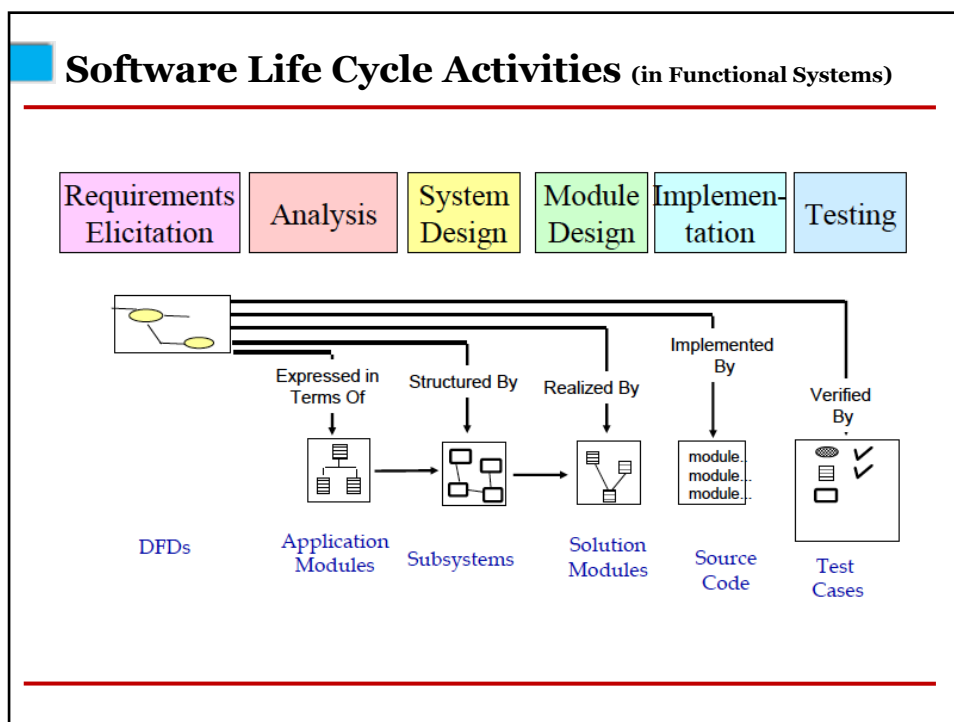 Software Life Cycle Activities (in Functional Systems)
Requirements
Elicitation
Analysis
System
Design
Module
Design
Implemen-
tation
Testing
Expressed in
Terms Of
Structured By
Realized By
Implemented
By
Verified
By
module..
module...
module...
DFDs
Application
Modules
Subsystems
Solution
Modules
Source
Code
Test
Cases